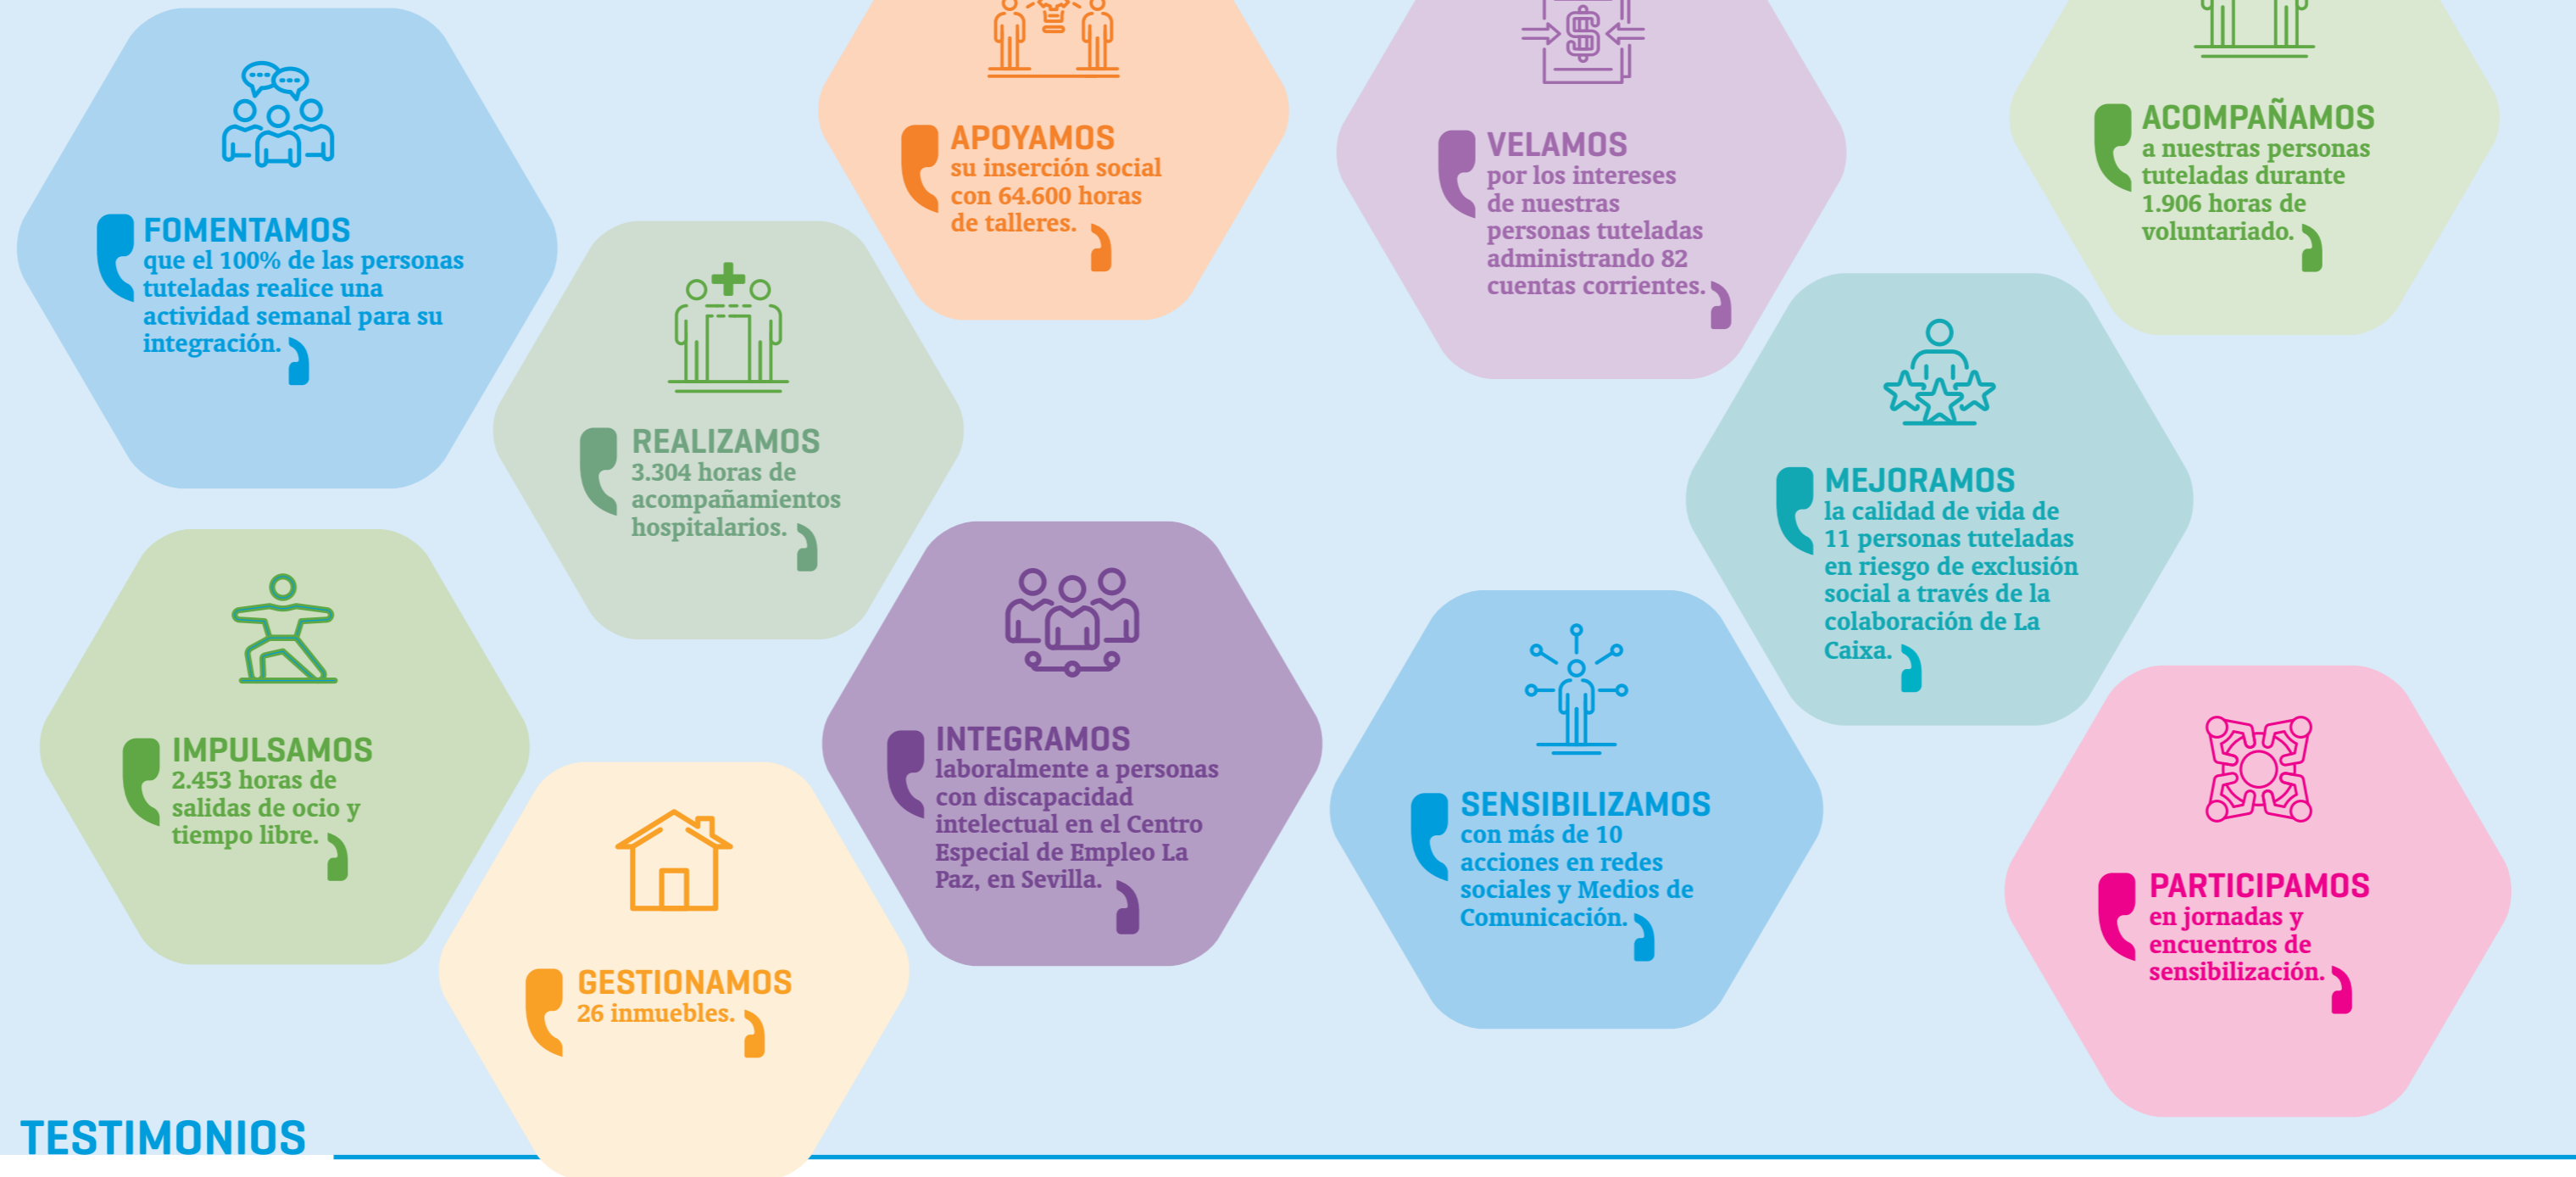 FOMENTAMOS
que el 100% de las personas
tuteladas realice una
actividad semanal para su
integración.
APOYAMOS
su inserción social
con 64.600 horas
de talleres.
VELAMOS
por los intereses
de nuestras
personas tuteladas
administrando 82
cuentas corrientes.
ACOMPAÑAMOS
a nuestras personas
tuteladas durante
1.906 horas de
voluntariado.
REALIZAMOS
3.304 horas de
acompañamientos
hospitalarios.
MEJORAMOS
la calidad de vida de
11 personas tuteladas
en riesgo de exclusión
social a través de la
colaboración de La
Caixa.
IMPULSAMOS
2.453 horas de
salidas de ocio y
tiempo libre.
INTEGRAMOS
laboralmente a personas
con discapacidad
intelectual en el Centro
Especial de Empleo La
Paz, en Sevilla.
SENSIBILIZAMOS
con más de 10
acciones en redes
sociales y Medios de
Comunicación.
PARTICIPAMOS
en jornadas y
encuentros de
sensibilización.
GESTIONAMOS
26 inmuebles.
TESTIMONIOS